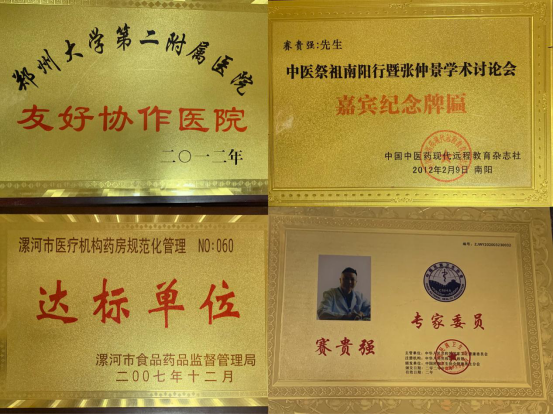 郑州大学第二附属医院
友好协作医院
二〇一二年
赛贵强:先生
中医祭祖南阳行暨张仲景学术讨论会
嘉宾纪念牌匾
中国中医药现代远程教育杂志社
2012年2月9日 南阳
漯河市医疗机构药房规范化管理 NO:060
达标单位
漯河市食品药品监督管理局
二00七年十二月
专家委员
赛贵强